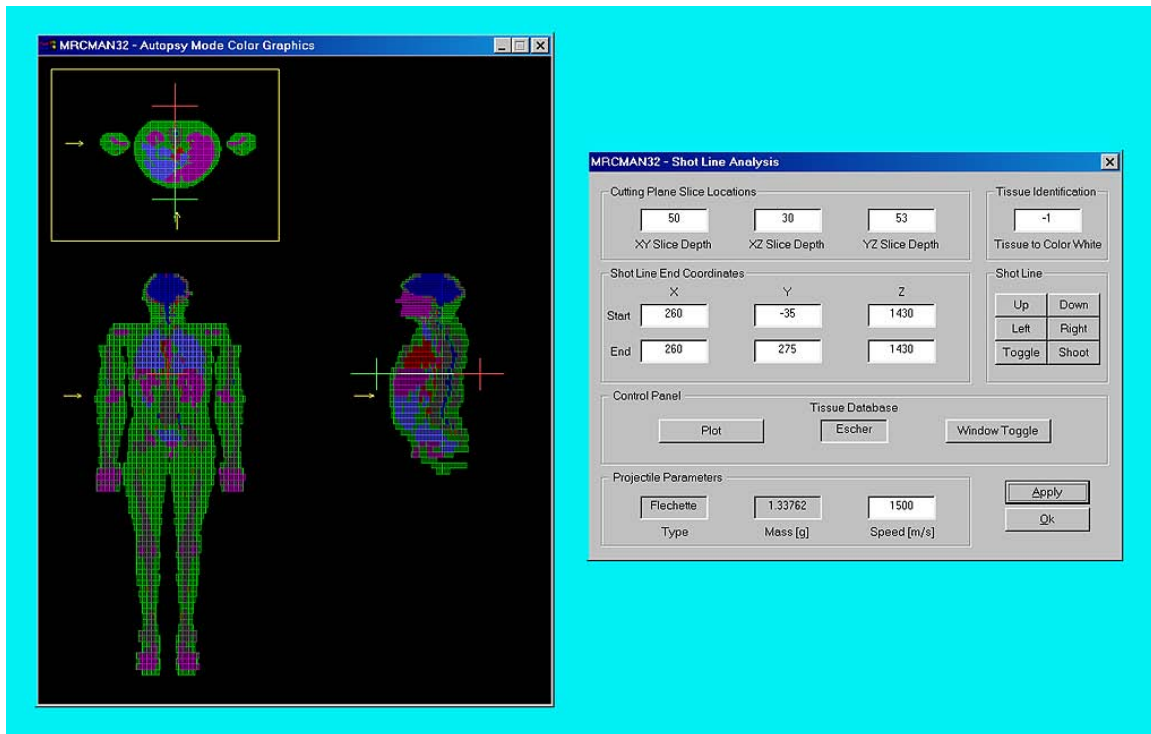 MRCMAN32 - Autopsy Mode Color Graphics
MRCMAN32 - Shot Line Analysis
Cutting Plane Slice Locations
50 30 53
XY Slice Depth XZ Slice Depth YZ Slice Depth
Tissue Identification
-1
Tissue to Color White
Shot Line End Coordinates
X Y Z
Start 260 -35 1430
End 260 275 1430
Shot Line
Up Down
Left Right
Toggle Shoot
Control Panel
Tissue Database
Plot Escher Window Toggle
Projectile Parameters
Flechette 1.33762 1500
Type Mass [g] Speed [m/s]
Apply
Ok